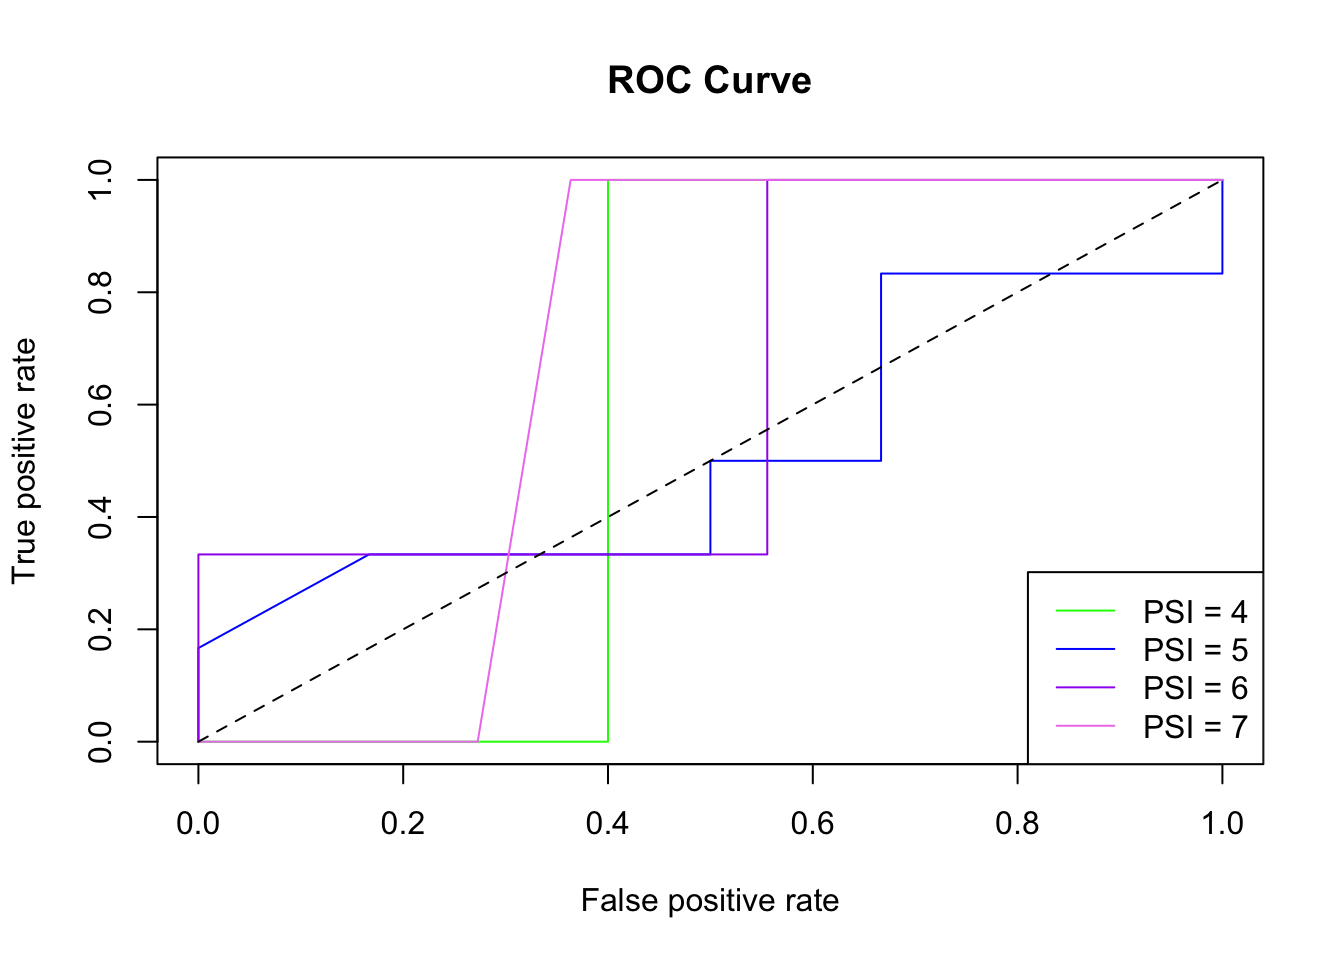 ROC Curve
True positive rate
1.0
0.8
0.6
0.4
0.2
0.0
0.0 0.2 0.4 0.6 0.8 1.0
False positive rate
PSI = 4
PSI = 5
PSI = 6
PSI = 7